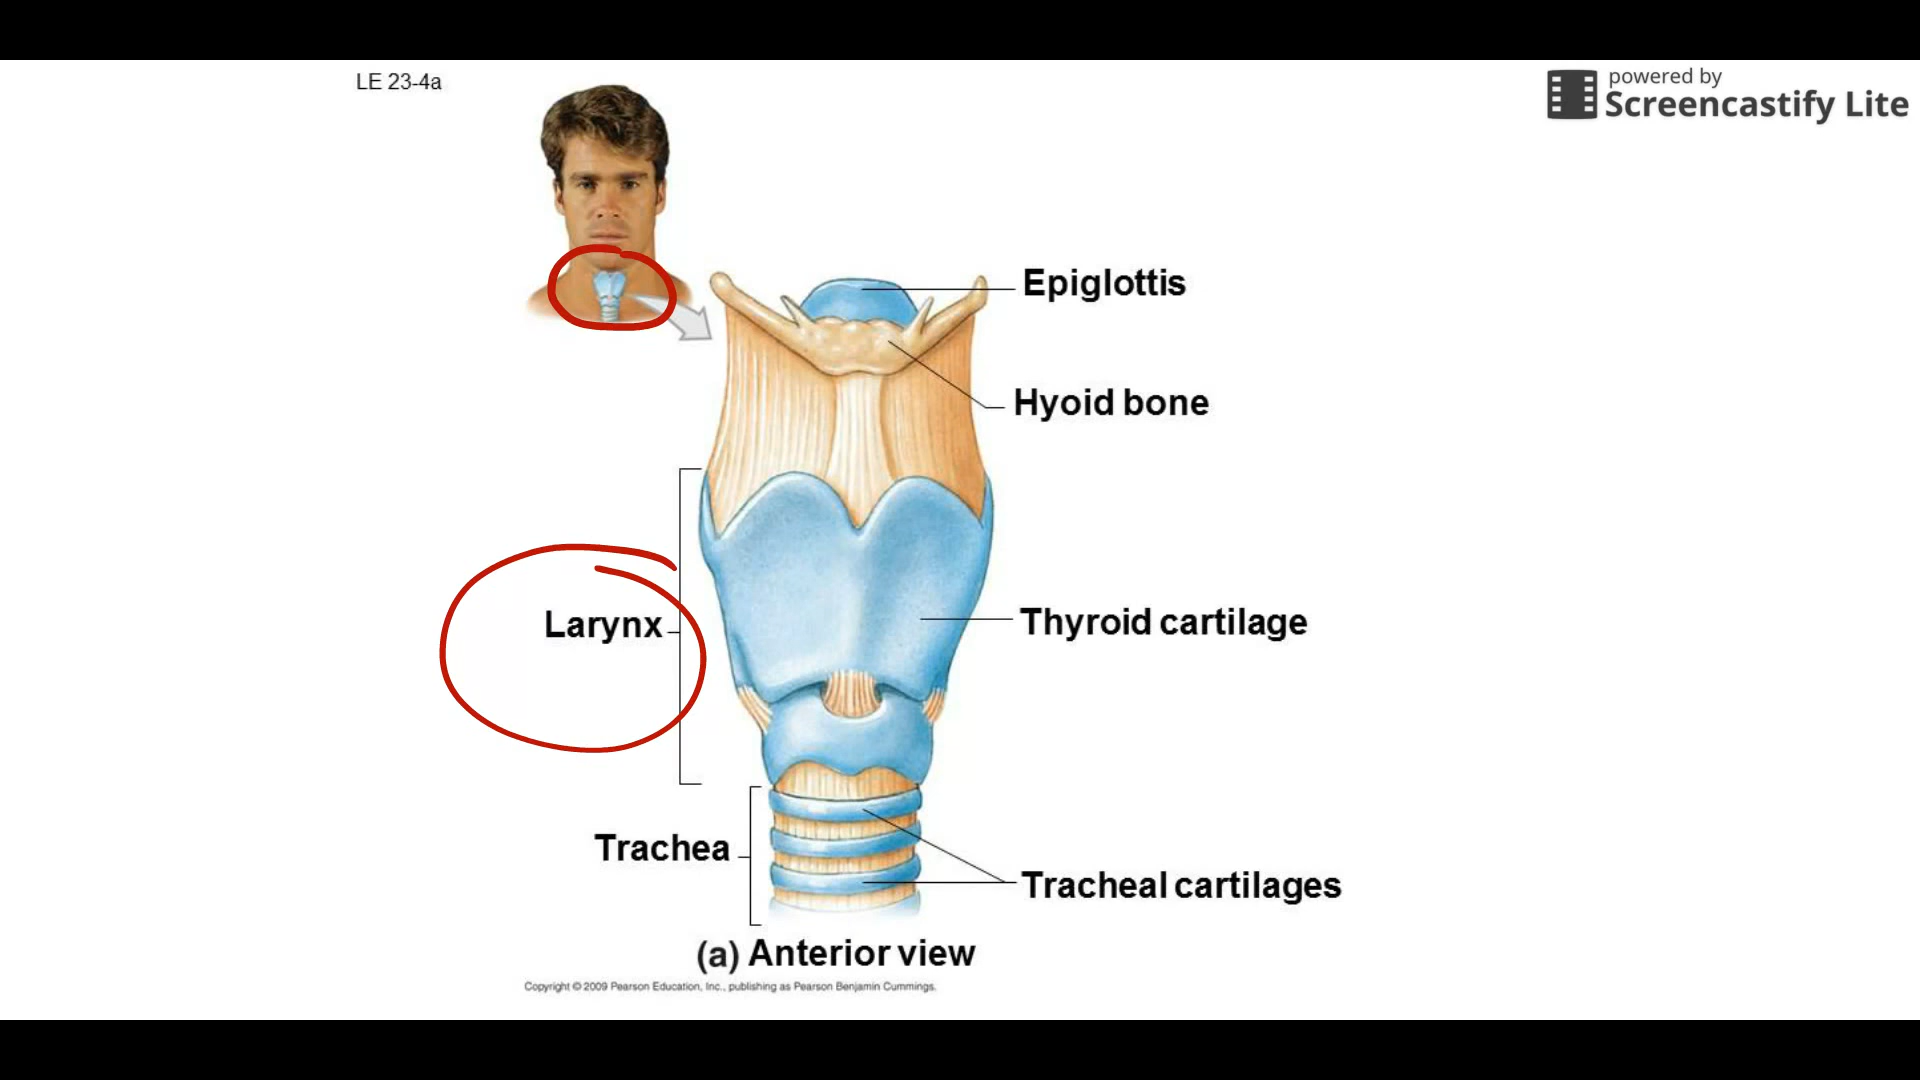 LE 23-4a
powered by
Screencastify Lite
Epiglottis
Hyoid bone
Larynx
Thyroid cartilage
Trachea
Tracheal cartilages
(a) Anterior view
Copyright © 2009 Pearson Education, Inc., publishing as Pearson Benjamin Cummings.